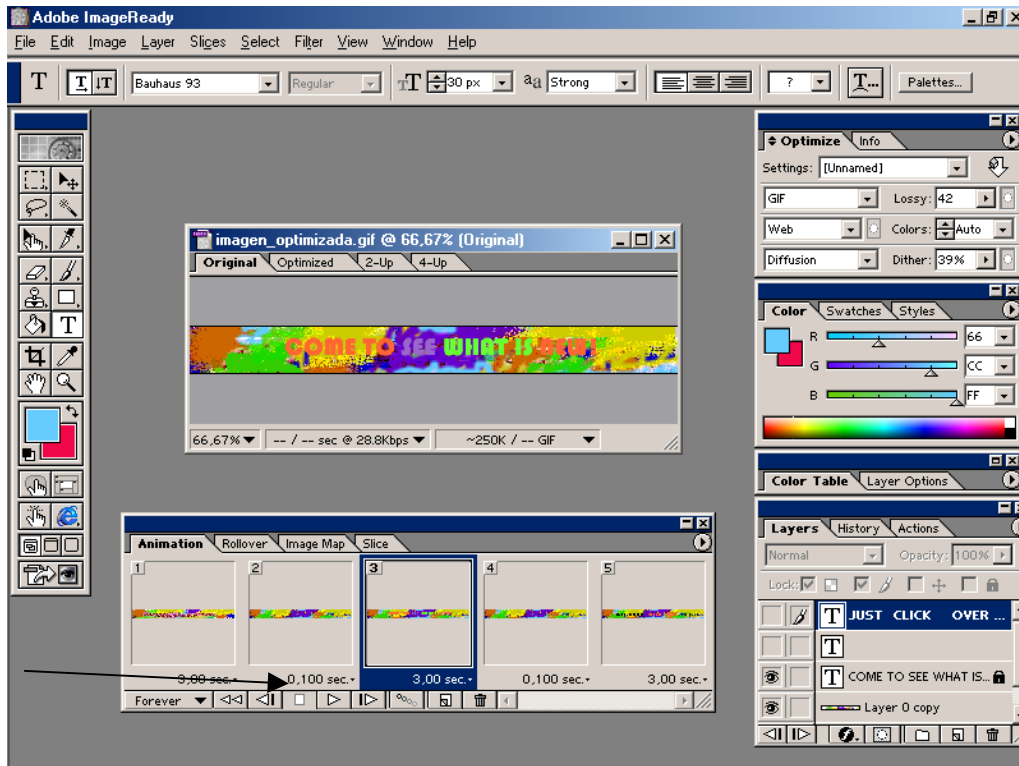 Adobe ImageReady
File Edit Image Layer Slices Select Filter View Window Help
T T IT Bauhaus 93 Regular TT 30 px aa Strong ? T... Palettes...
Optimize Info
Settings: [Unnamed]
GIF Lossy: 42
Web Colors: Auto
Diffusion Dither: 39%
imagen_optimizada.gif @ 66,67% (Original)
Original Optimized 2-Up 4-Up
COME TO SEE WHAT IS NEW!
66,67% -- / -- sec @ 28.8Kbps ~250K / -- GIF
Color Swatches Styles
R 66
G CC
B FF
Color Table Layer Options
Layers History Actions
Normal Opacity: 100%
Lock:
T JUST CLICK OVER ...
T
T COME TO SEE WHAT IS...
Layer 0 copy
Animation Rollover Image Map Slice
1 2 3 4 5
3,00 sec. 0,100 sec. 3,00 sec. 0,100 sec. 3,00 sec.
Forever